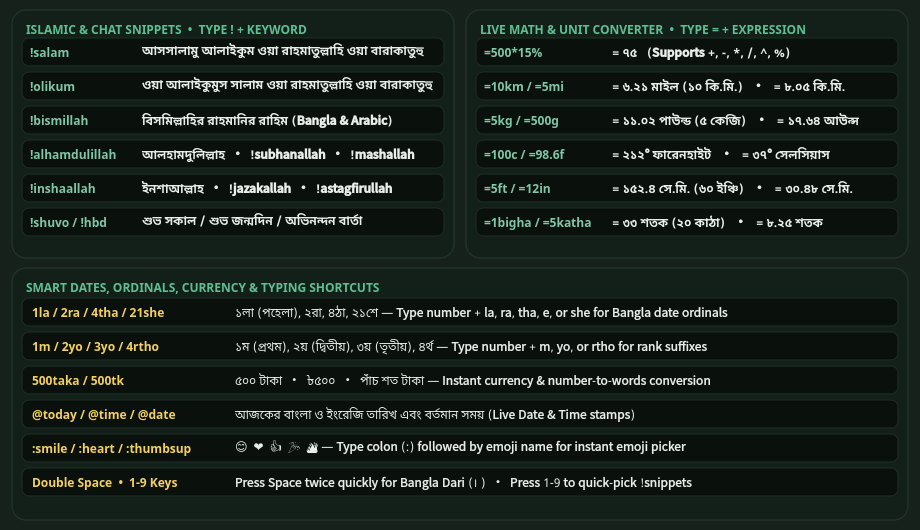 ISLAMIC & CHAT SNIPPETS • TYPE ! + KEYWORD
!salam আসসালামু আলাইকুম ওয়া রাহমাতুল্লাহি ওয়া বারাকাতুহু
!olikum ওয়া আলাইকুমুস সালাম ওয়া রাহমাতুল্লাহি ওয়া বারাকাতুহু
!bismillah বিসমিল্লাহির রাহমানির রাহিম (Bangla & Arabic)
!alhamdulillah আলহামদুলিল্লাহ • !subhanallah • !mashallah
!inshaallah ইনশাআল্লাহ • !jazakallah • !astagfirullah
!shuvo / !hbd শুভ সকাল / শুভ জন্মদিন / অভিনন্দন বার্তা
LIVE MATH & UNIT CONVERTER • TYPE = + EXPRESSION
=500*15% = ৭৫ (Supports +, -, *, /, ^, %)
=10km / =5mi = ৬.২১ মাইল (১০ কি.মি.) • = ৮.০৫ কি.মি.
=5kg / =500g = ১১.০২ পাউন্ড (৫ কেজি) • = ১৭.৬৪ আউন্স
=100c / =98.6f = ২১২° ফারেনহাইট • = ৩৭° সেলসিয়াস
=5ft / =12in = ১৫২.৪ সে.মি. (৬০ ইঞ্চি) • = ৩০.৪৮ সে.মি.
=1bigha / =5katha = ৩৩ শতক (২০ কাঠা) • = ৮.২৫ শতক
SMART DATES, ORDINALS, CURRENCY & TYPING SHORTCUTS
1la / 2ra / 4tha / 21she ১লা (পহেলা), ২রা, ৪ঠা, ২১শে — Type number + la, ra, tha, e, or she for Bangla date ordinals
1m / 2yo / 3yo / 4rtho ১ম (প্রথম), ২য় (দ্বিতীয়), ৩য় (তৃতীয়), ৪র্থ — Type number + m, yo, or rtho for rank suffixes
500taka / 500tk ৫০০ টাকা • ৳৫০০ • পাঁচ শত টাকা — Instant currency & number-to-words conversion
@today / @time / @date আজকের বাংলা ও ইংরেজি তারিখ এবং বর্তমান সময় (Live Date & Time stamps)
:smile / :heart / :thumbsup — Type colon (:) followed by emoji name for instant emoji picker
Double Space • 1-9 Keys Press Space twice quickly for Bangla Dari (।) • Press 1-9 to quick-pick !snippets